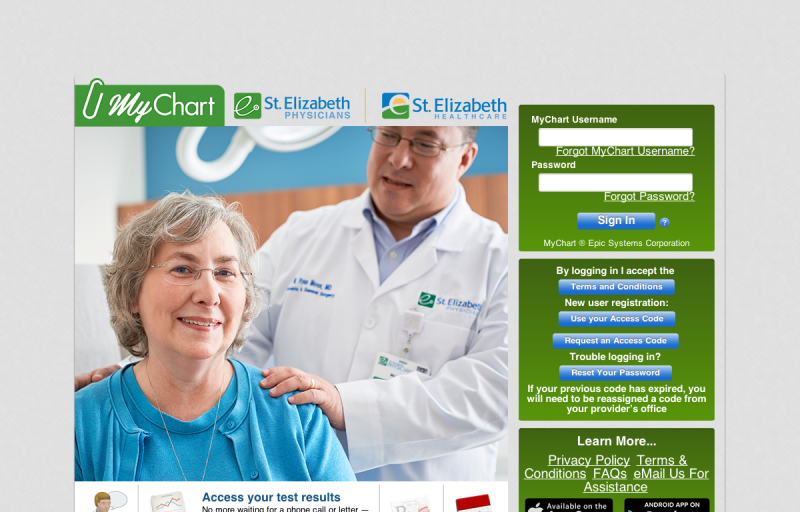 MyChart
St. Elizabeth
PHYSICIANS
St. Elizabeth
HEALTHCARE
MyChart Username
Forgot MyChart Username?
Password
Forgot Password?
Sign In
?
MyChart ® Epic Systems Corporation
St. Elizabeth
PHYSICIANS
By logging in I accept the
Terms and Conditions
New user registration:
Use your Access Code
Request an Access Code
Trouble logging in?
Reset Your Password
If your previous code has expired, you
will need to be reassigned a code from
your provider's office
Learn More...
Privacy Policy Terms &
Conditions FAQs eMail Us For
Assistance
Available on the
ANDROID APP ON
Access your test results
No more waiting for a phone call or letter —